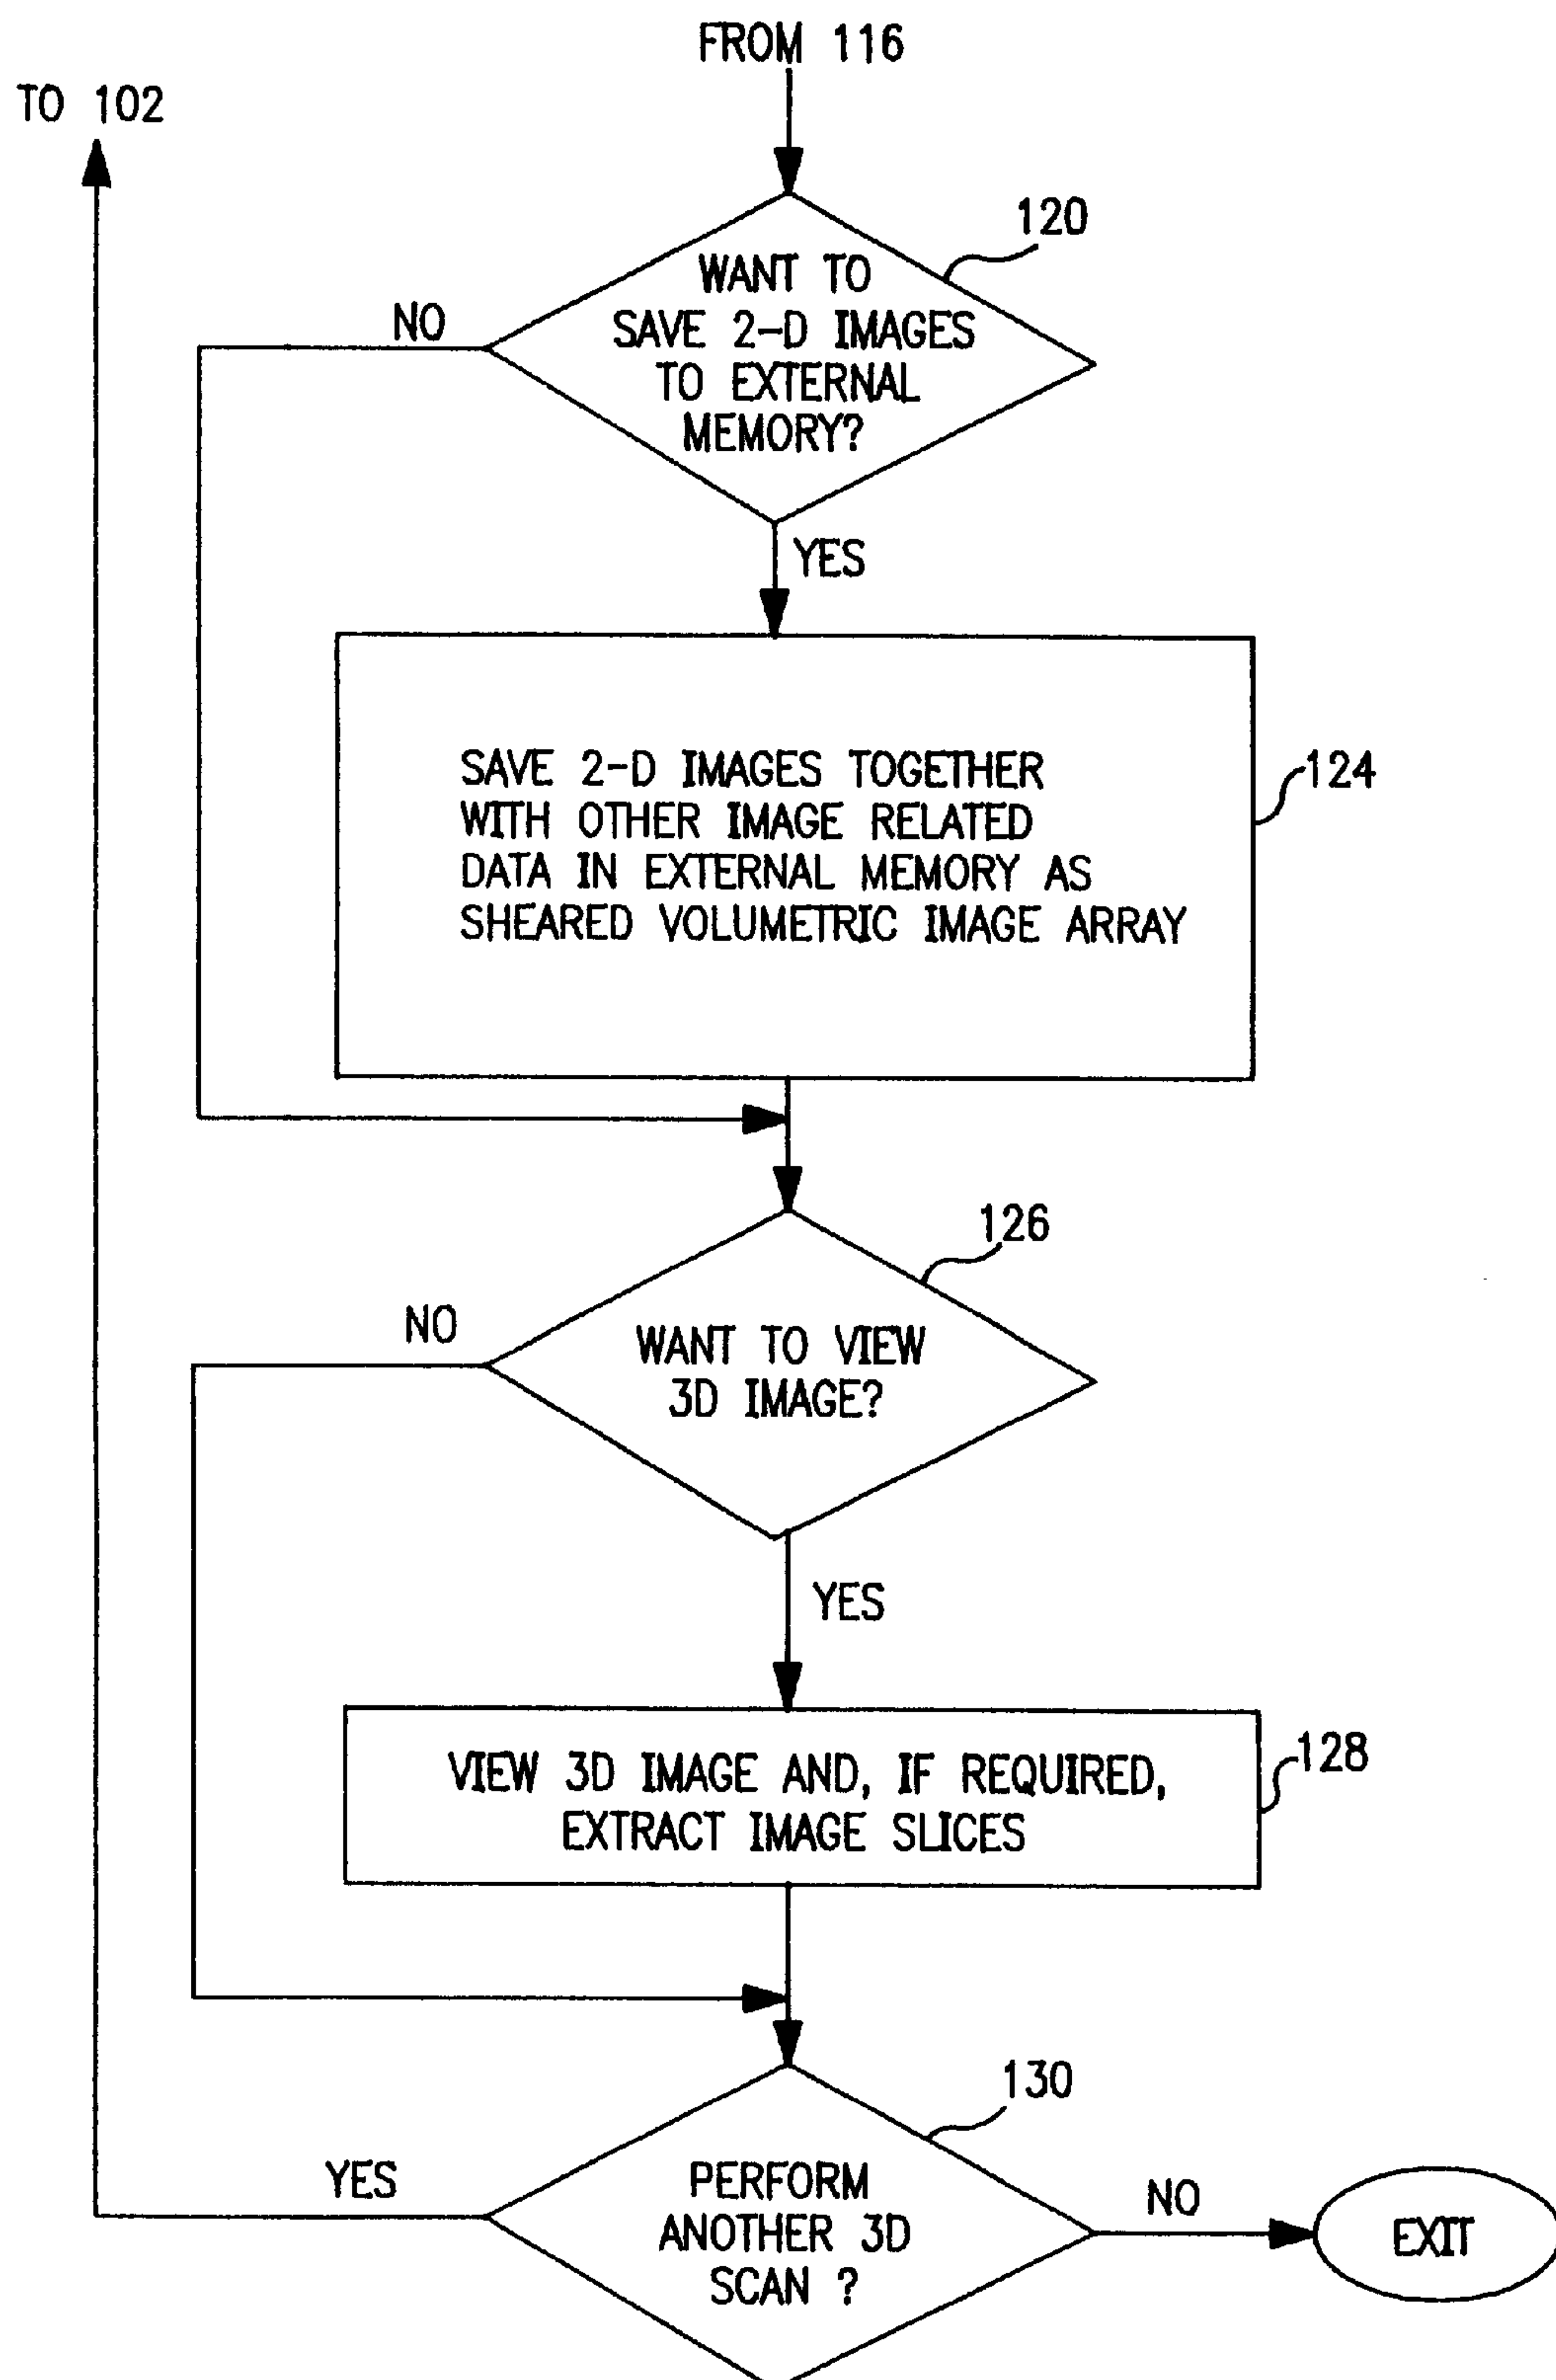 FROM 116
TO 102
120
WANT TO
SAVE 2-D IMAGES
TO EXTERNAL
MEMORY?
NO
YES
SAVE 2-D IMAGES TOGETHER
WITH OTHER IMAGE RELATED
DATA IN EXTERNAL MEMORY AS
SHEARED VOLUMETRIC IMAGE ARRAY
124
126
NO
WANT TO VIEW
3D IMAGE?
YES
VIEW 3D IMAGE AND, IF REQUIRED,
EXTRACT IMAGE SLICES
128
130
YES
PERFORM
ANOTHER 3D
SCAN ?
NO
EXIT